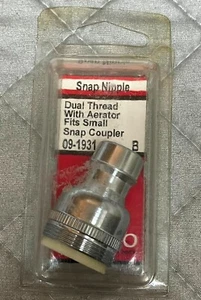 Snap Nipple
Dual Thread
With Aerator
Fits Small
Snap Coupler
09-1931 B